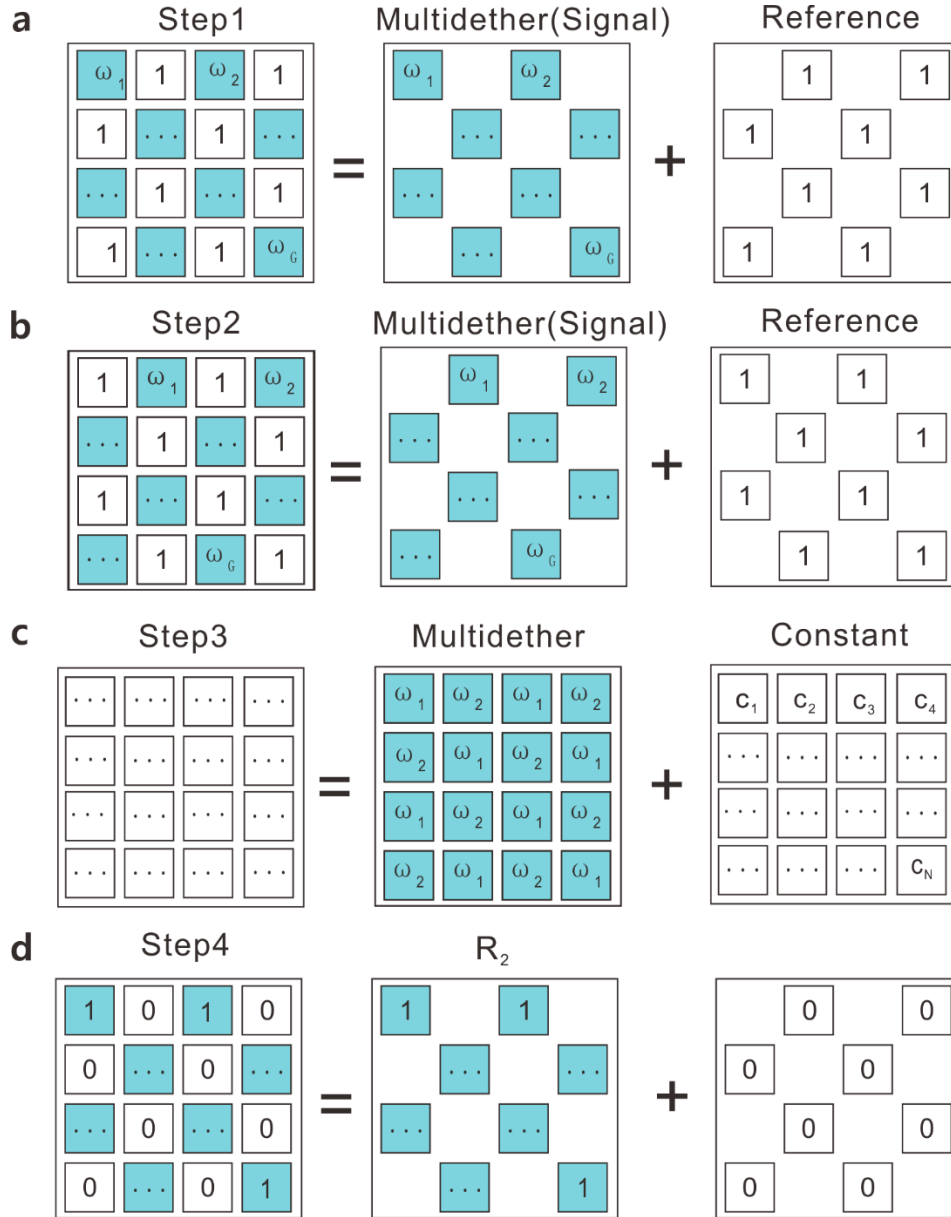 a Step1 Multidether(Signal) Reference
ω1 1 ω2 1 = ω1 ω2 + 1 1
1 ... 1 ... ... ... 1 1
... 1 ... 1 ... ... 1 1
1 ... 1 ωG ... ωG 1 1
b Step2 Multidether(Signal) Reference
1 ω1 1 ω2 = ω1 ω2 + 1 1
... 1 ... 1 ... ... 1 1
1 ... 1 ... ... ... 1 1
... 1 ωG 1 ... ωG 1 1
c Step3 Multidether Constant
... ... ... ... = ω1 ω2 ω1 ω2 + c1 c2 c3 c4
... ... ... ... ω2 ω1 ω2 ω1 ... ... ... ...
... ... ... ... ω1 ω2 ω1 ω2 ... ... ... ...
... ... ... ... ω2 ω1 ω2 ω1 ... ... ... cN
d Step4 R2
1 0 1 0 = 1 1 + 0 0
0 ... 0 ... ... ... 0 0
... 0 ... 0 ... ... 0 0
0 ... 0 1 ... 1 0 0